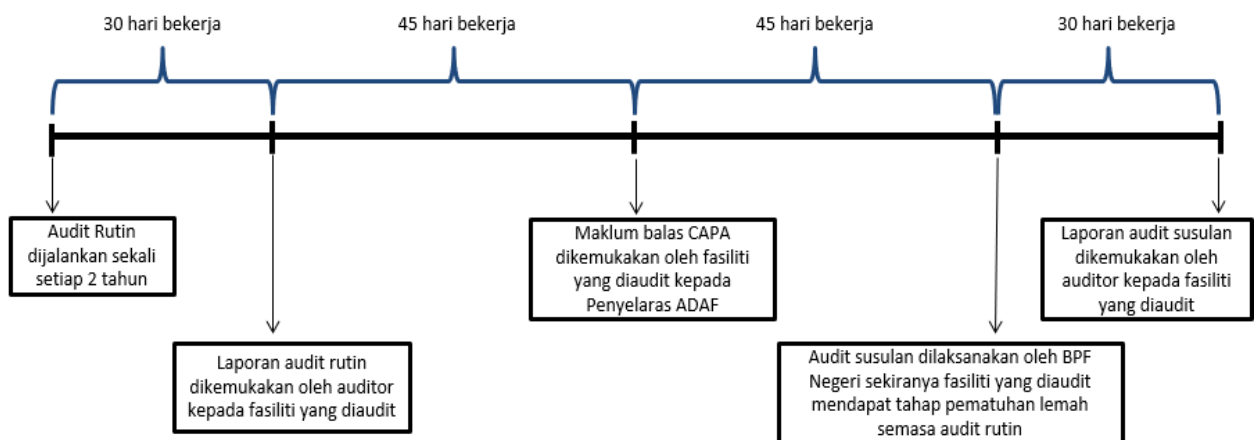 30 hari bekerja
45 hari bekerja
45 hari bekerja
30 hari bekerja
Audit Rutin
dijalankan sekali
setiap 2 tahun
Laporan audit rutin
dikemukakan oleh auditor
kepada fasiliti yang diaudit
Maklum balas CAPA
dikemukakan oleh fasiliti
yang diaudit kepada
Penyelaras ADAF
Audit susulan dilaksanakan oleh BPF
Negeri sekiranya fasiliti yang diaudit
mendapat tahap pematuhan lemah
semasa audit rutin
Laporan audit susulan
dikemukakan oleh
auditor kepada fasiliti
yang diaudit